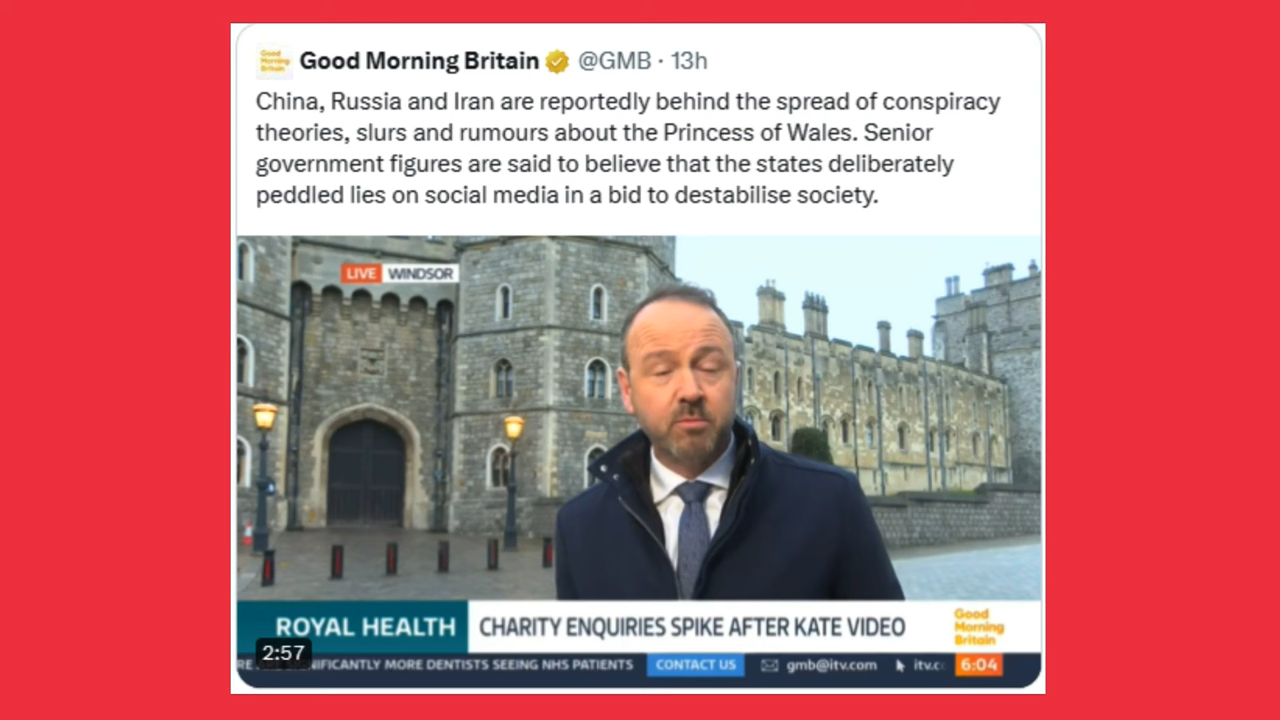 Good Morning Britain
Good Morning Britain @GMB · 13h
China, Russia and Iran are reportedly behind the spread of conspiracy
theories, slurs and rumours about the Princess of Wales. Senior
government figures are said to believe that the states deliberately
peddled lies on social media in a bid to destabilise society.
LIVE WINDSOR
ROYAL HEALTH CHARITY ENQUIRIES SPIKE AFTER KATE VIDEO
Good
Morning
Britain
2:57
SIGNIFICANTLY MORE DENTISTS SEEING NHS PATIENTS CONTACT US gmb@itv.com 6:04